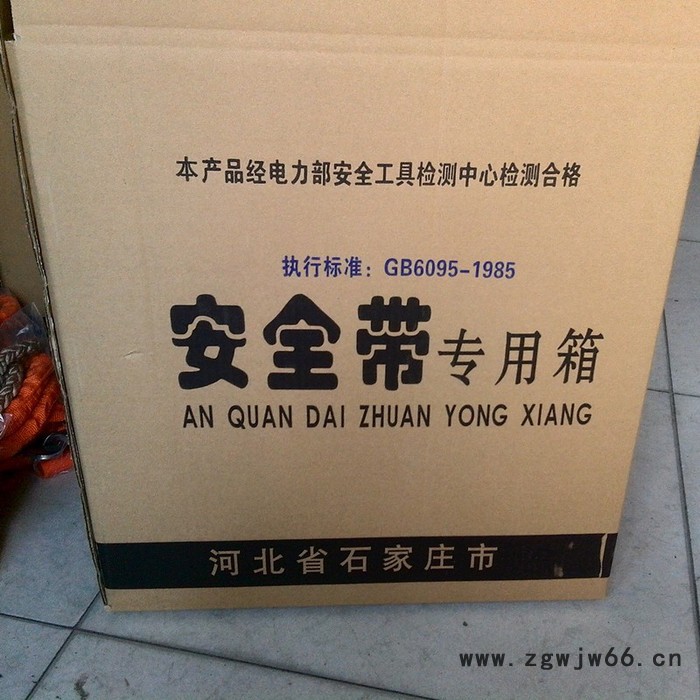 本产品经电力部安全工具检测中心检测合格
执行标准：GB6095-1985
安全带专用箱
AN QUAN DAI ZHUAN YONG XIANG
河北省石家庄市
www.zgwjw66.cn